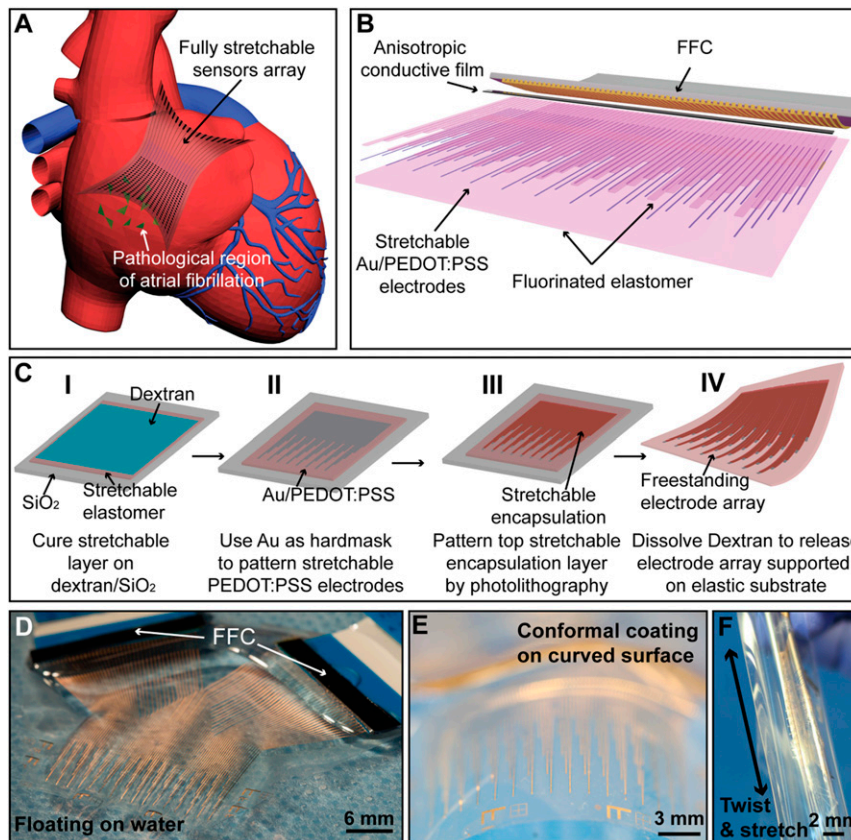 A
Fully stretchable
sensors array
Pathological region
of atrial fibrillation
B
Anisotropic
conductive film
FFC
Stretchable
Au/PEDOT:PSS
electrodes
Fluorinated elastomer
C
I
Dextran
SiO₂
Stretchable
elastomer
Cure stretchable
layer on
dextran/SiO₂
II
Au/PEDOT:PSS
Use Au as hardmask
to pattern stretchable
PEDOT:PSS electrodes
III
Stretchable
encapsulation
Pattern top stretchable
encapsulation layer
by photolithography
IV
Freestanding
electrode array
Dissolve Dextran to release
electrode array supported
on elastic substrate
D
FFC
Floating on water
6 mm
E
Conformal coating
on curved surface
3 mm
F
Twist
& stretch
2 mm